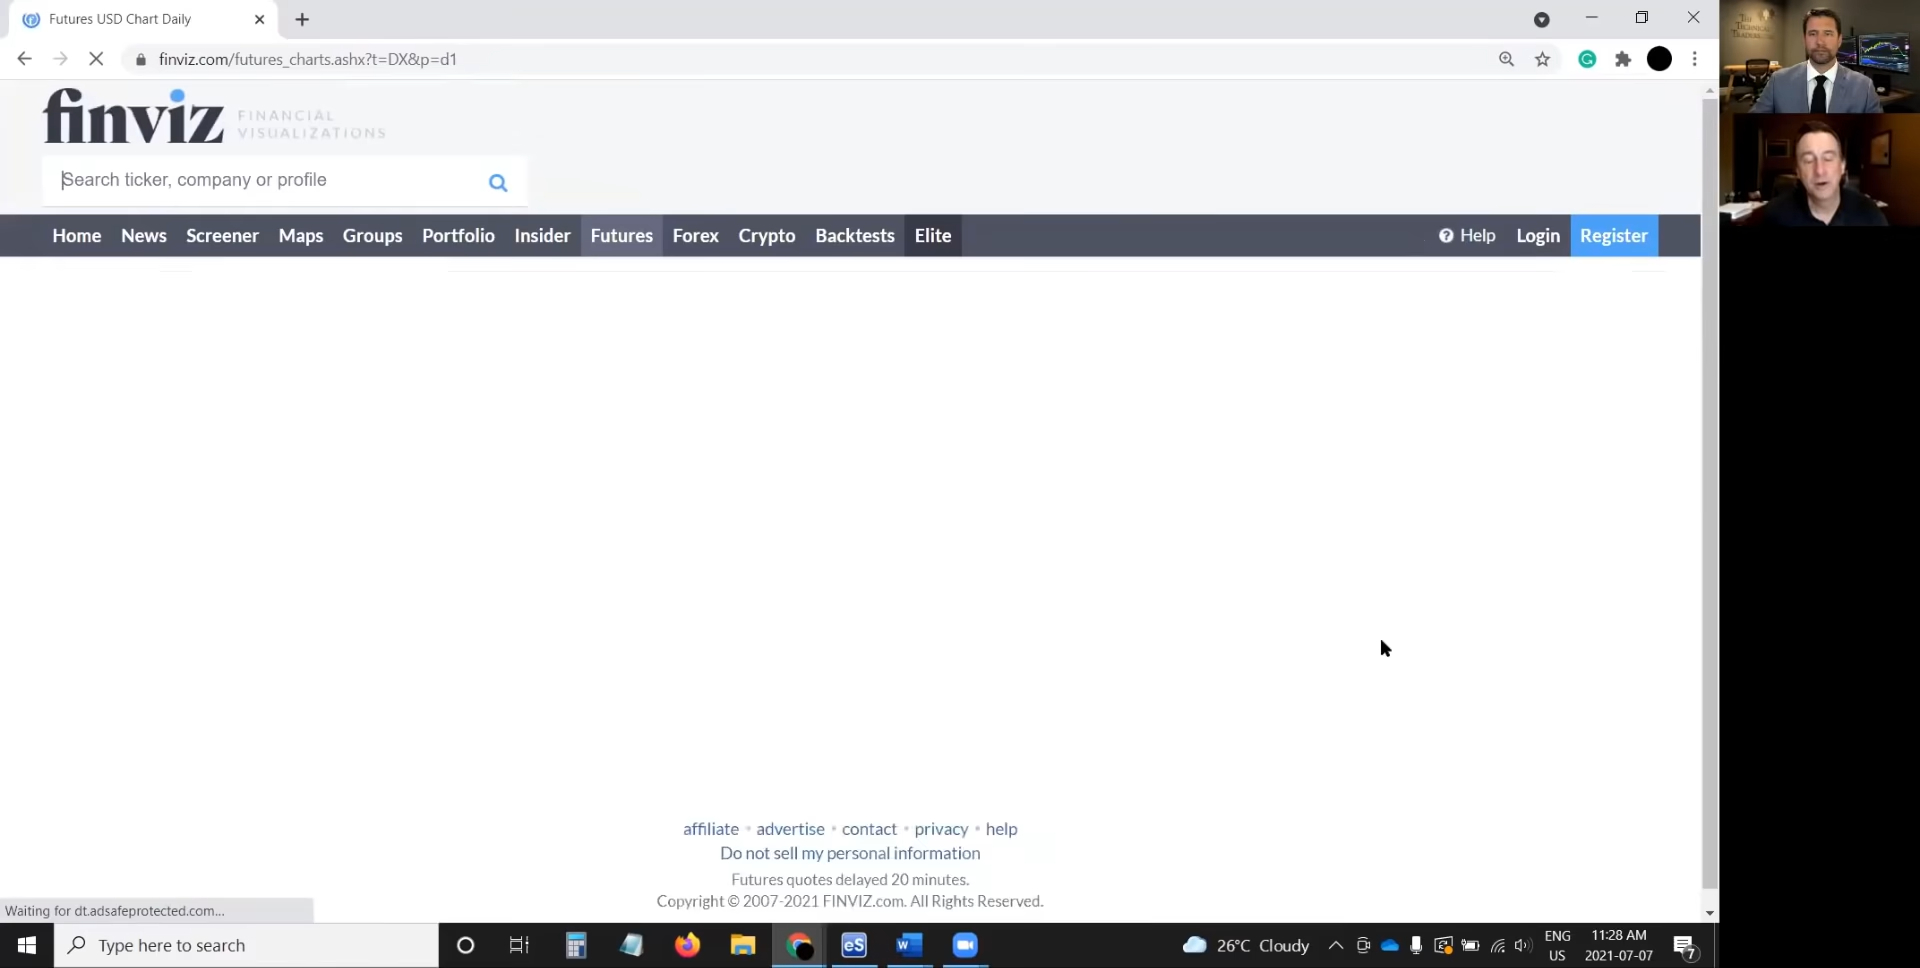 Futures USD Chart Daily
finviz.com/futures_charts.ashx?t=DX&p=d1
finviz FINANCIAL
VISUALIZATIONS
Search ticker, company or profile
Home News Screener Maps Groups Portfolio Insider Futures Forex Crypto Backtests Elite Help Login Register
affiliate • advertise • contact • privacy • help
Do not sell my personal information
Futures quotes delayed 20 minutes.
Copyright © 2007-2021 FINVIZ.com. All Rights Reserved.
Waiting for dt.adsafeprotected.com...
Type here to search
eS
W
26°C Cloudy
ENG
US
11:28 AM
2021-07-07
7